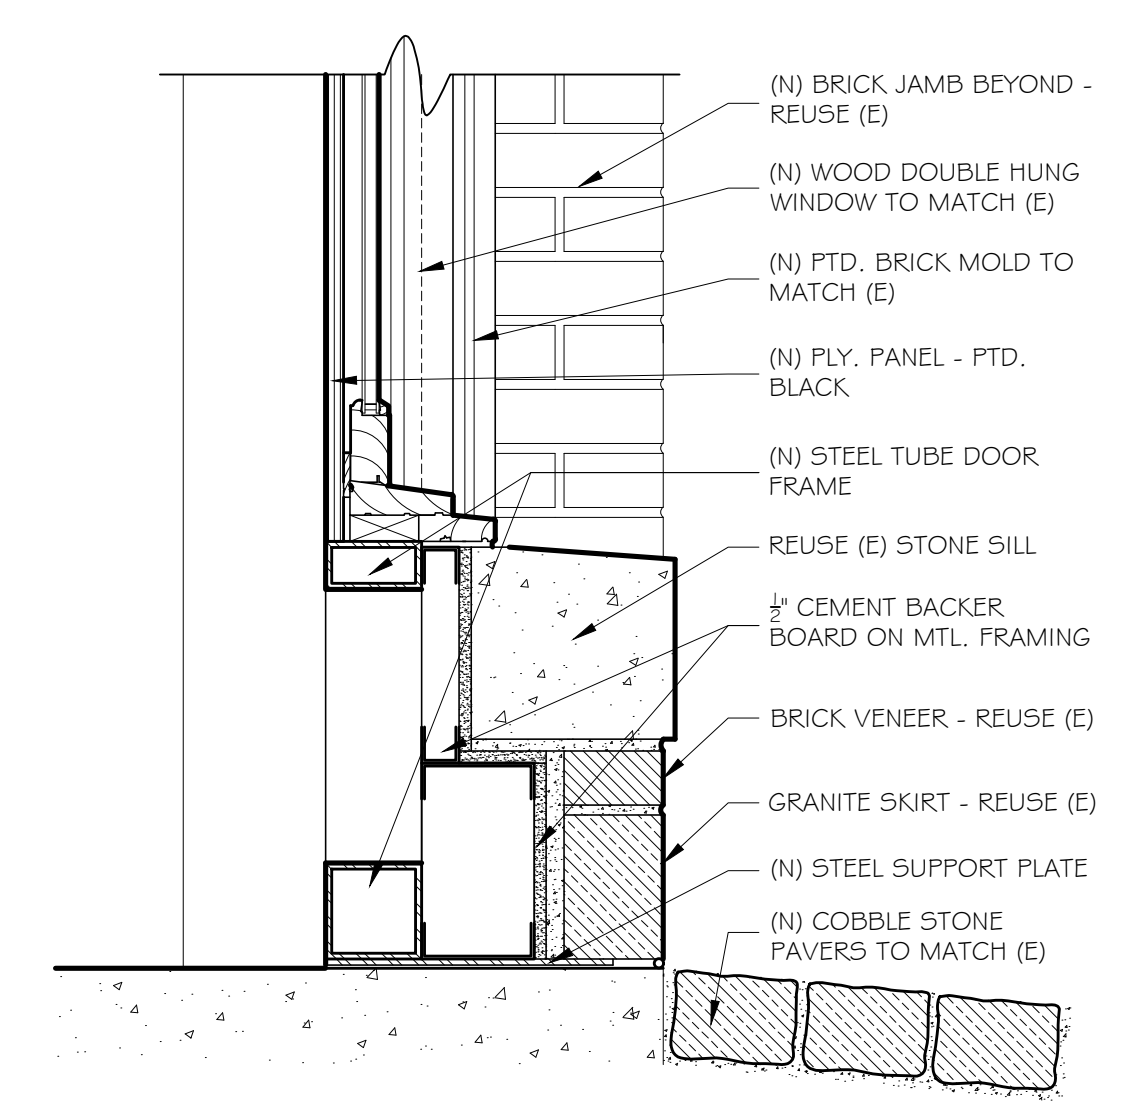 (N) BRICK JAMB BEYOND -
REUSE (E)
(N) WOOD DOUBLE HUNG
WINDOW TO MATCH (E)
(N) PTD. BRICK MOLD TO
MATCH (E)
(N) PLY. PANEL - PTD.
BLACK
(N) STEEL TUBE DOOR
FRAME
REUSE (E) STONE SILL
1/2" CEMENT BACKER
BOARD ON MTL. FRAMING
BRICK VENEER - REUSE (E)
GRANITE SKIRT - REUSE (E)
(N) STEEL SUPPORT PLATE
(N) COBBLE STONE
PAVERS TO MATCH (E)